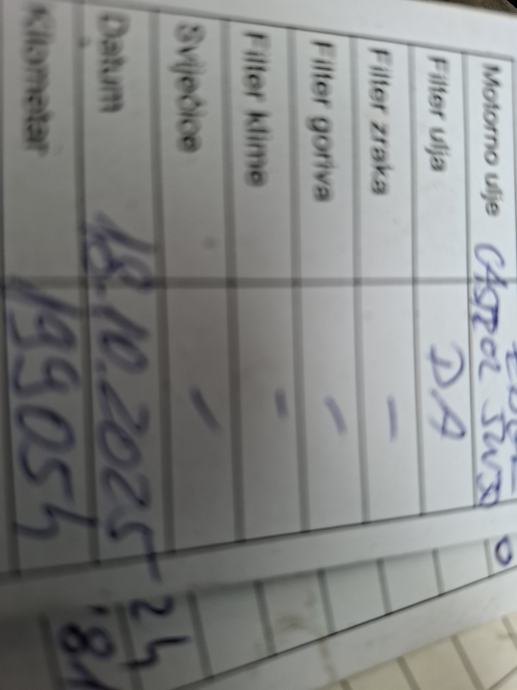 Motorno ulje CASTROL 5W30
Filter ulja DA
Filter zraka -
Filter goriva -
Filter klime -
Svječice -
Datum 18.10.2025
Kilometar 199054